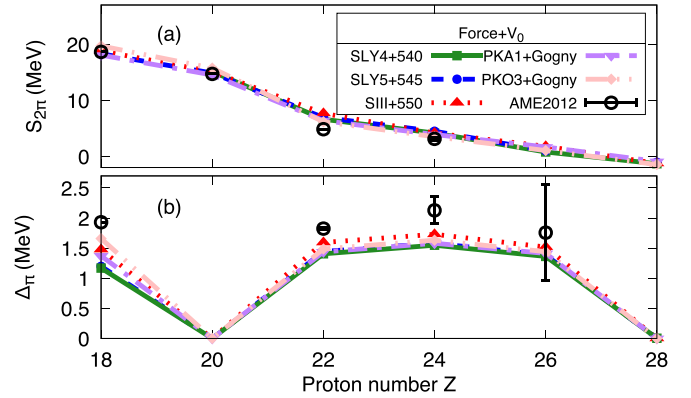 (a)
Force+V₀
SLY4+540 PKA1+Gogny
SLY5+545 PKO3+Gogny
SIII+550 AME2012
S₂π (MeV)
20
10
0
(b)
Δπ (MeV)
2.5
2
1.5
1
0.5
0
18 20 22 24 26 28
Proton number Z